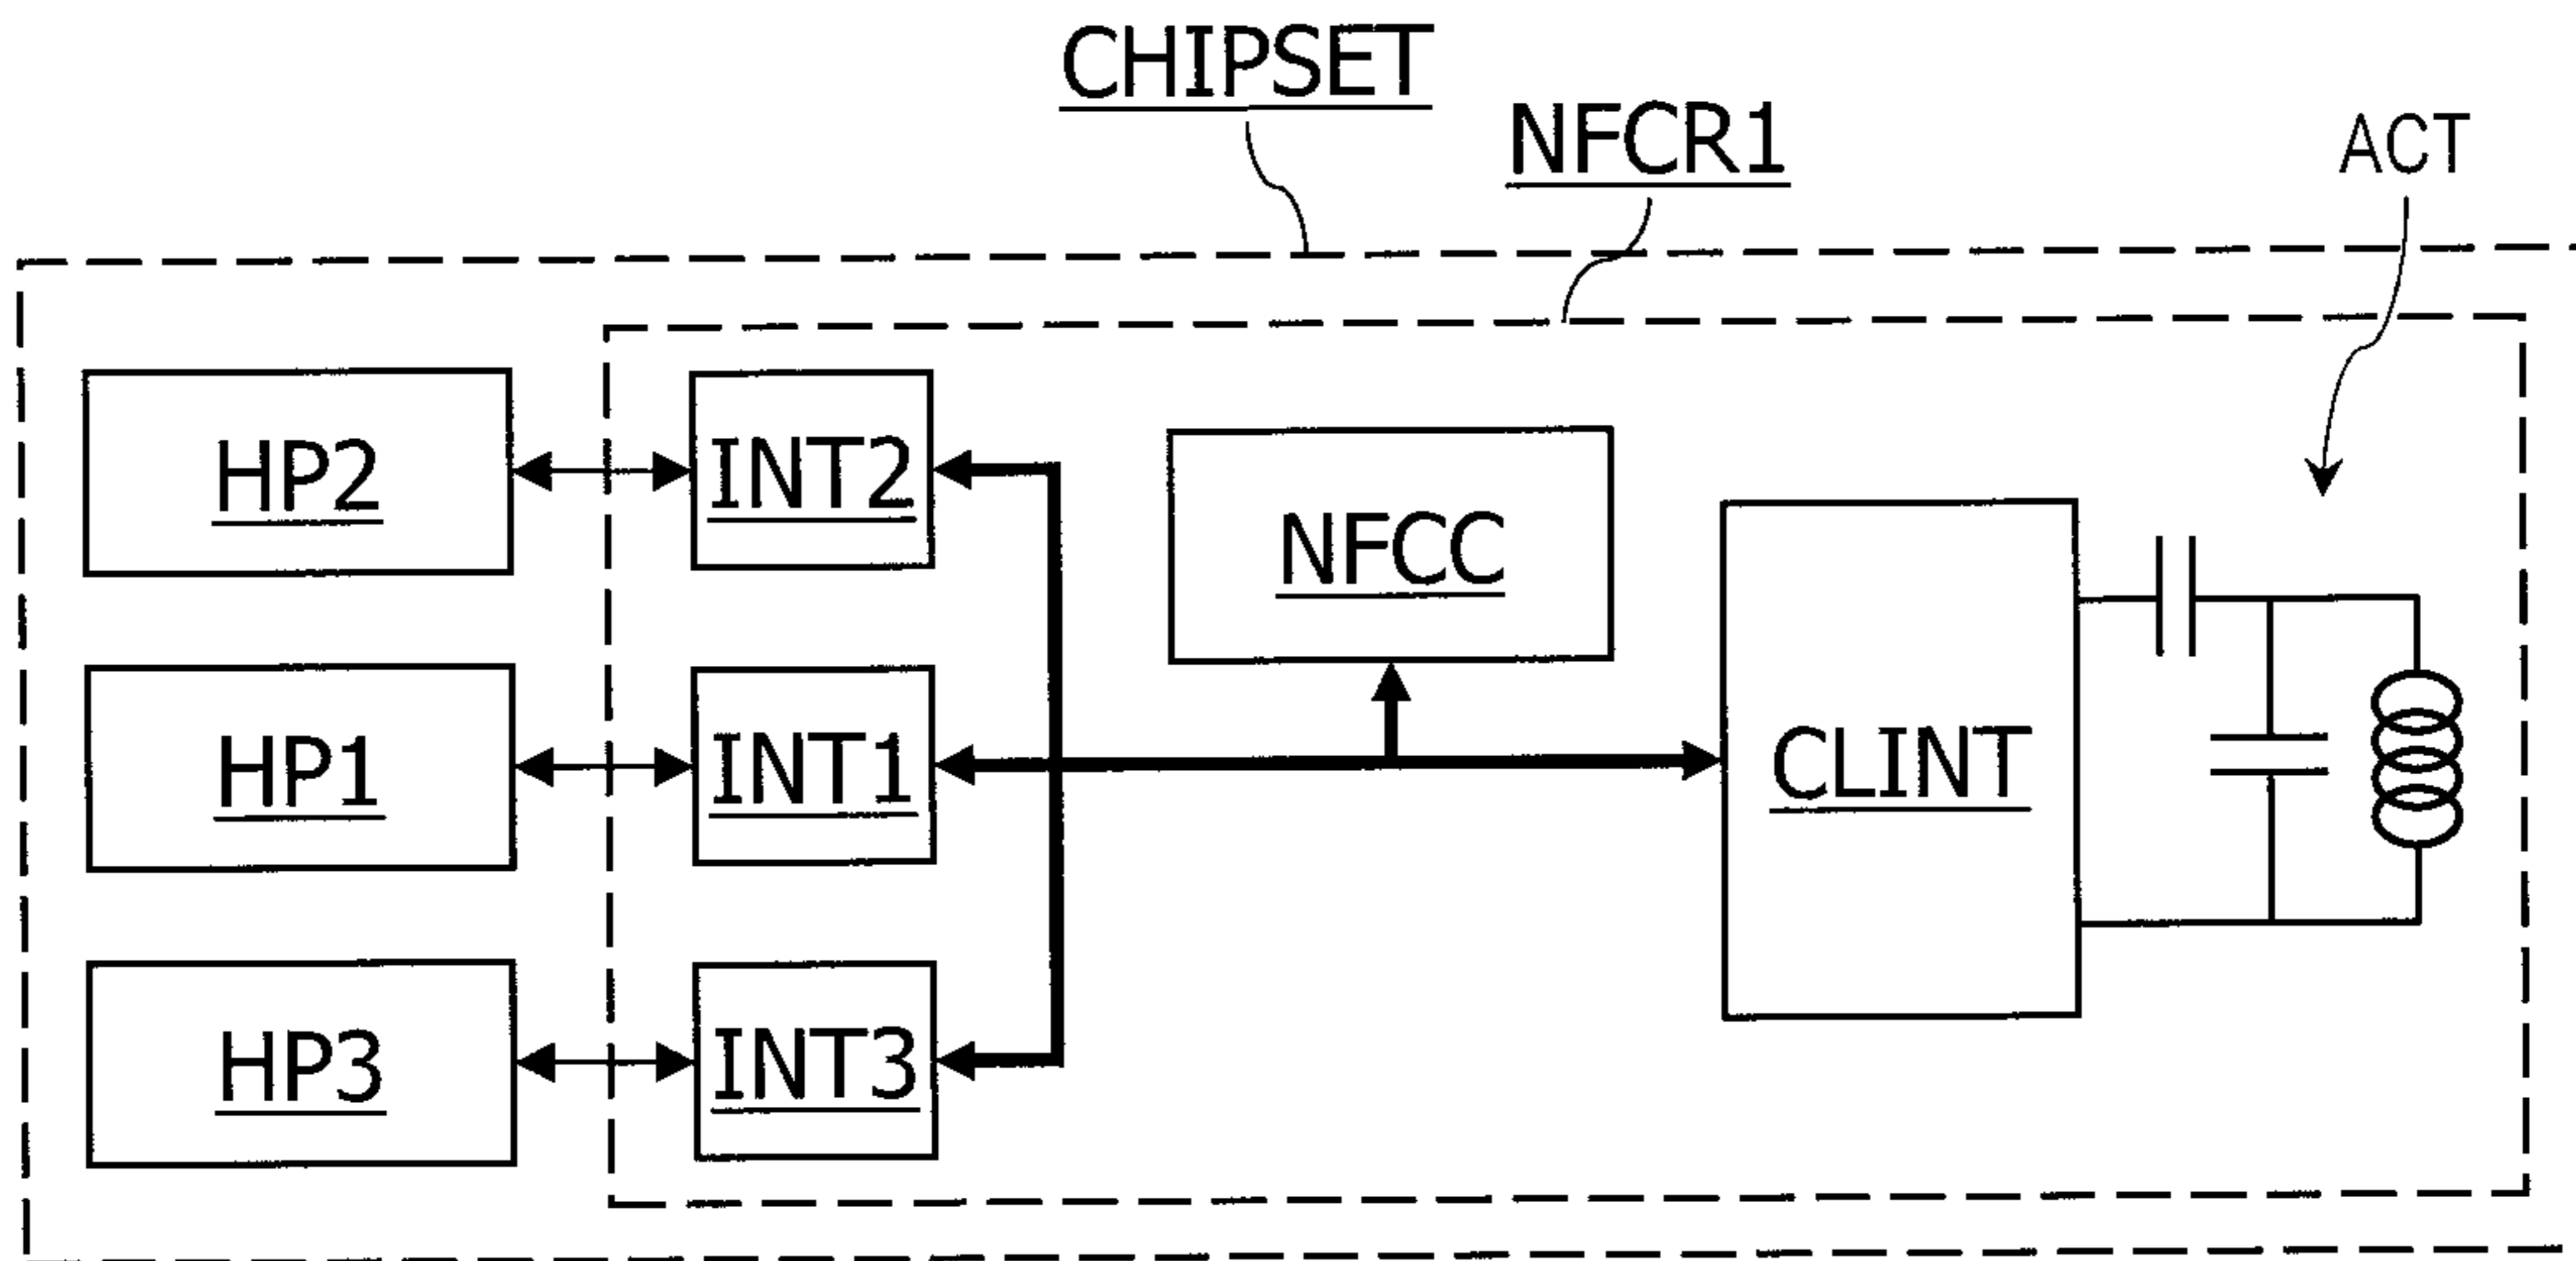 CHIPSET
NFCR1
ACT
HP2
INT2
NFCC
HP1
INT1
CLINT
HP3
INT3